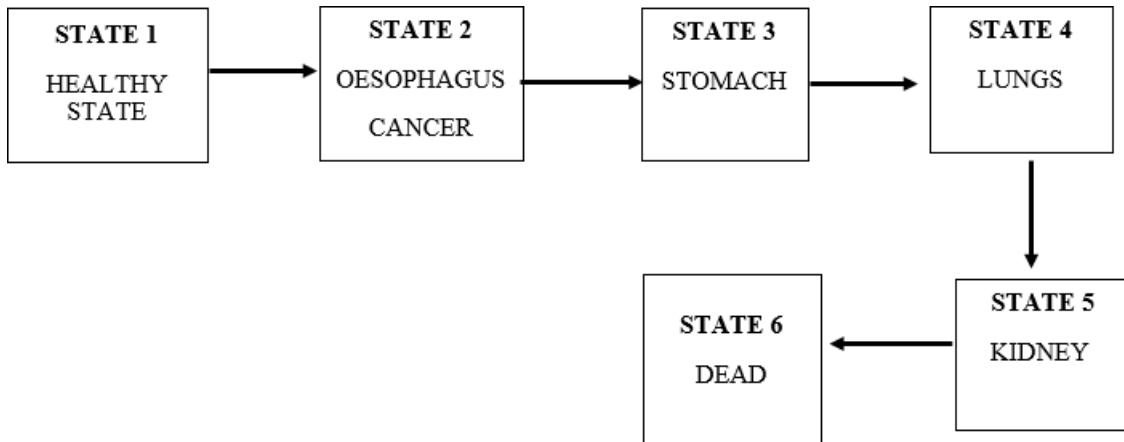 STATE 1
HEALTHY
STATE
STATE 2
OESOPHAGUS
CANCER
STATE 3
STOMACH
STATE 4
LUNGS
STATE 5
KIDNEY
STATE 6
DEAD